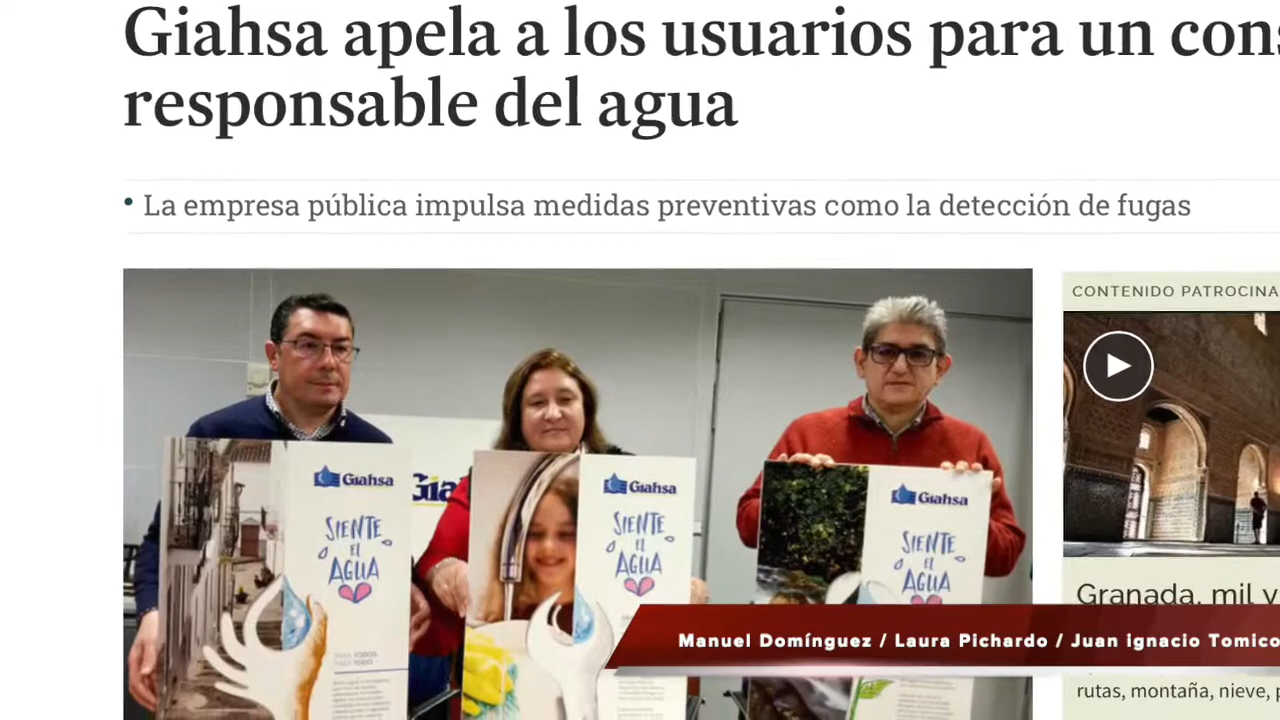 Giahsa apela a los usuarios para un cons
responsable del agua
• La empresa pública impulsa medidas preventivas como la detección de fugas
CONTENIDO PATROCINA
Giahsa
SIENTE
EL
AGUA
Gia
Giahsa
SIENTE
EL
AGUA
Giahsa
SIENTE
EL
AGUA
Granada, mil y
Manuel Domínguez / Laura Pichardo / Juan ignacio Tomico
rutas, montaña, nieve, p